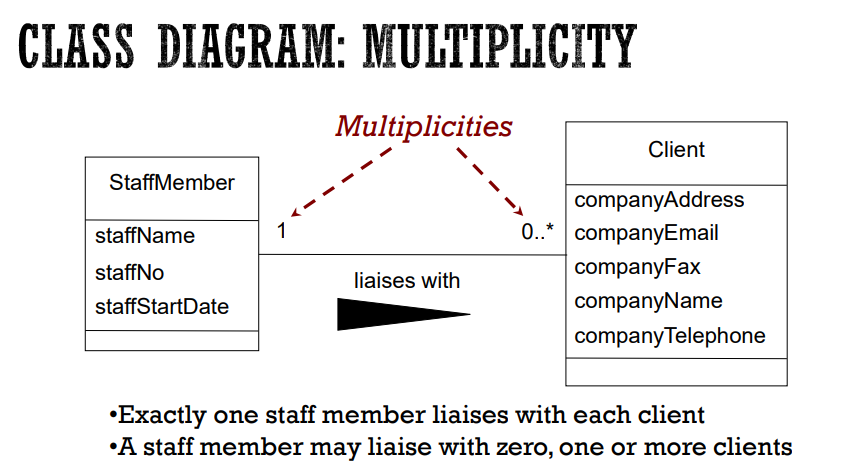 CLASS DIAGRAM: MULTIPLICITY
Multiplicities
StaffMember
staffName
staffNo
staffStartDate
1
0..*
liaises with
Client
companyAddress
companyEmail
companyFax
companyName
companyTelephone
•Exactly one staff member liaises with each client
•A staff member may liaise with zero, one or more clients